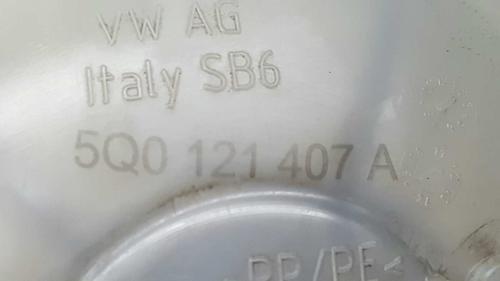 VW AG
Italy SB6
5Q0 121 407 A
PP/PE<